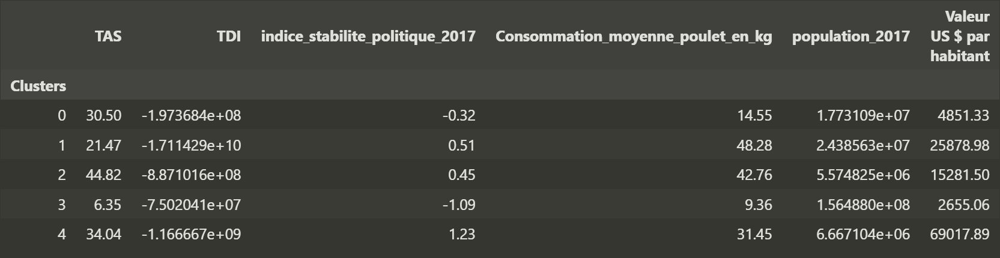 TAS TDI indice_stabilite_politique_2017 Consommation_moyenne_poulet_en_kg population_2017 Valeur US $ par habitant
Clusters
0 30.50 -1.973684e+08 -0.32 14.55 1.773109e+07 4851.33
1 21.47 -1.711429e+10 0.51 48.28 2.438563e+07 25878.98
2 44.82 -8.871016e+08 0.45 42.76 5.574825e+06 15281.50
3 6.35 -7.502041e+07 -1.09 9.36 1.564880e+08 2655.06
4 34.04 -1.166667e+09 1.23 31.45 6.667104e+06 69017.89